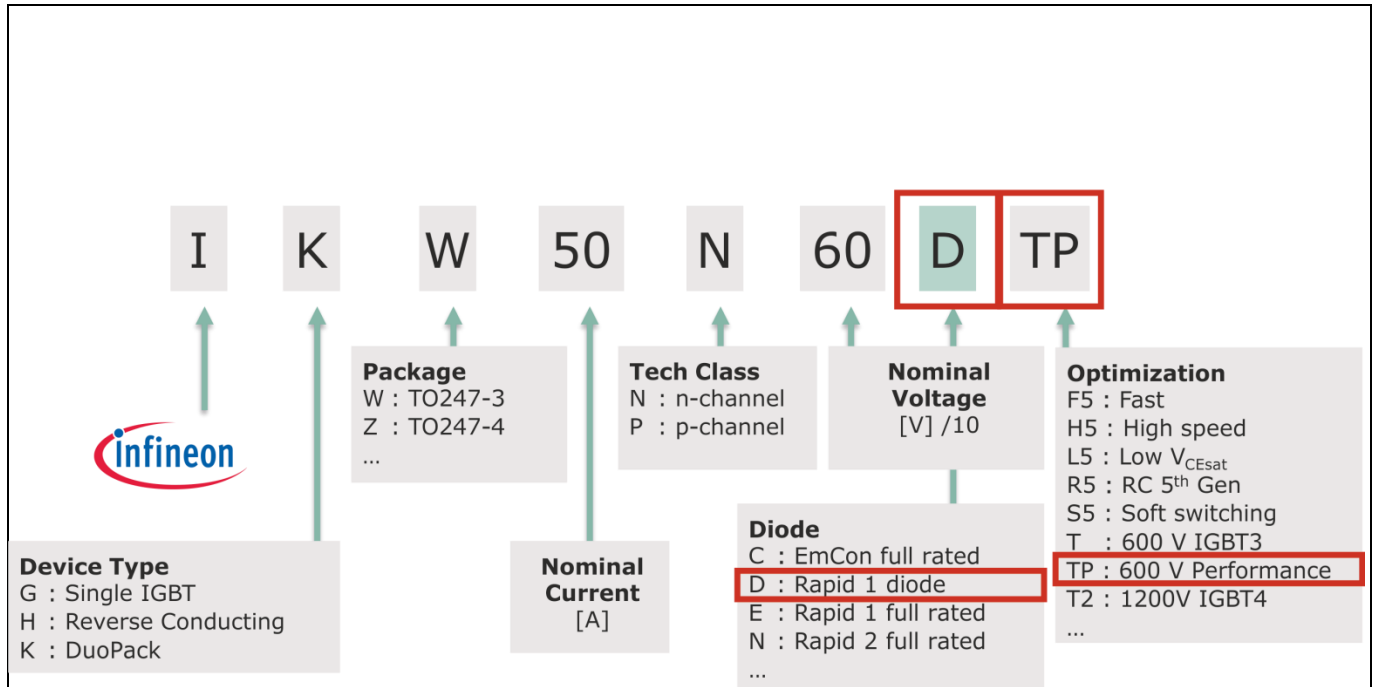 I K W 50 N 60 D TP
infineon
Device Type
G : Single IGBT
H : Reverse Conducting
K : DuoPack
Package
W : TO247-3
Z : TO247-4
...
Nominal
Current
[A]
Tech Class
N : n-channel
P : p-channel
Nominal
Voltage
[V] /10
Diode
C : EmCon full rated
D : Rapid 1 diode
E : Rapid 1 full rated
N : Rapid 2 full rated
...
Optimization
F5 : Fast
H5 : High speed
L5 : Low VCEsat
R5 : RC 5th Gen
S5 : Soft switching
T : 600 V IGBT3
TP : 600 V Performance
T2 : 1200V IGBT4
...